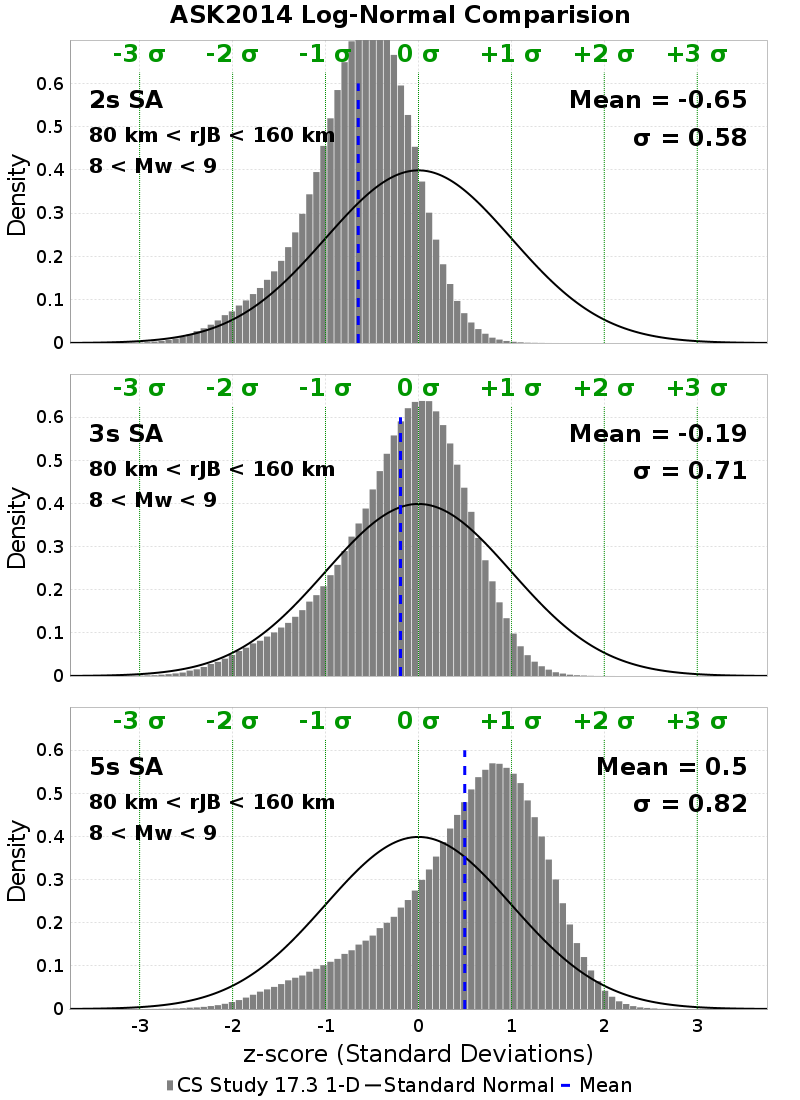 ASK2014 Log-Normal Comparision
-3 σ -2 σ -1 σ 0 σ +1 σ +2 σ +3 σ
0.6
2s SA Mean = -0.65
0.5
80 km < rJB < 160 km σ = 0.58
8 < Mw < 9
0.4
0.3
0.2
0.1
0
Density
-3 σ -2 σ -1 σ 0 σ +1 σ +2 σ +3 σ
0.6
3s SA Mean = -0.19
0.5
80 km < rJB < 160 km σ = 0.71
8 < Mw < 9
0.4
0.3
0.2
0.1
0
Density
-3 σ -2 σ -1 σ 0 σ +1 σ +2 σ +3 σ
0.6
5s SA Mean = 0.5
0.5
80 km < rJB < 160 km σ = 0.82
8 < Mw < 9
0.4
0.3
0.2
0.1
0
Density
-3 -2 -1 0 1 2 3
z-score (Standard Deviations)
CS Study 17.3 1-D Standard Normal Mean